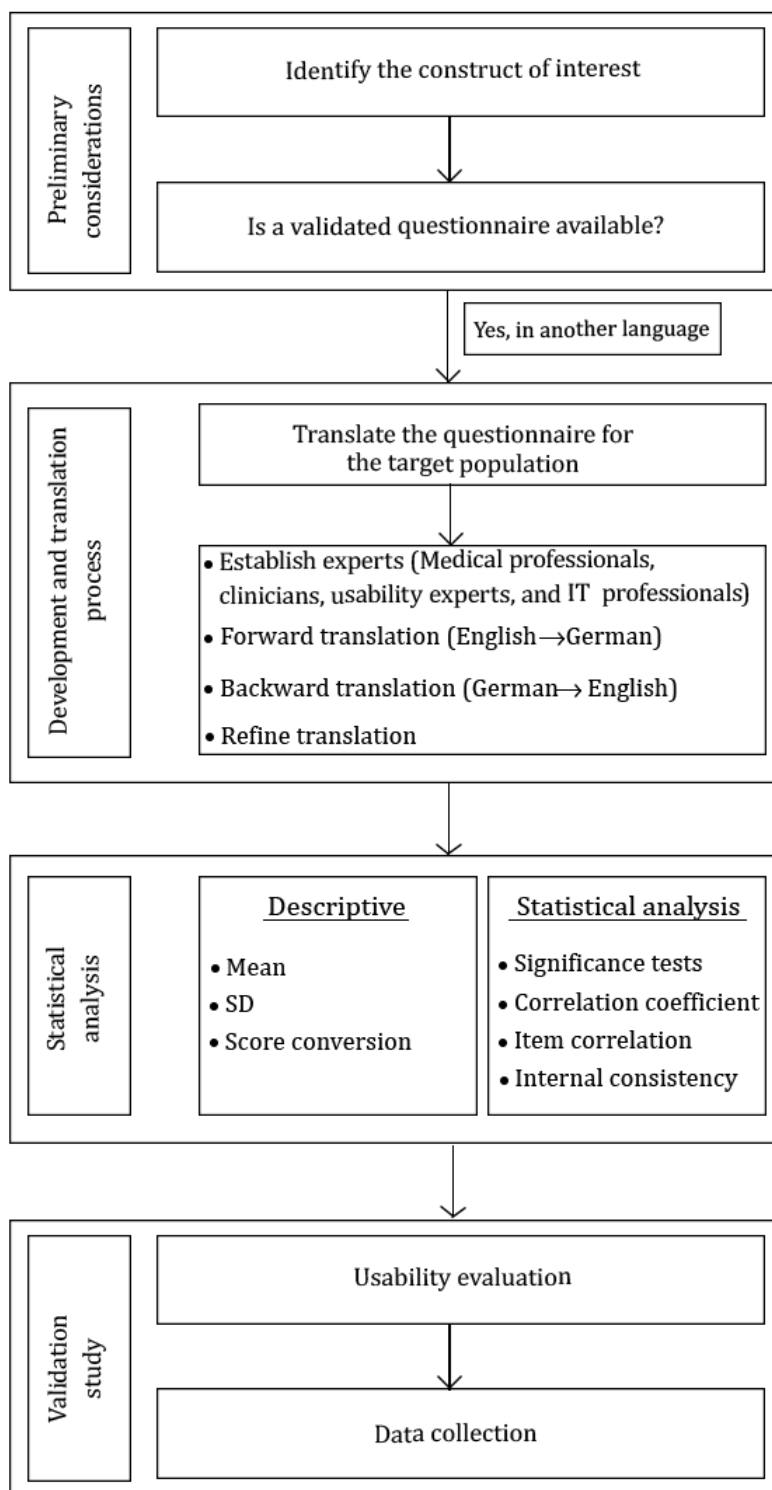 Preliminary
considerations
Identify the construct of interest
Is a validated questionnaire available?
Yes, in another language
Development and translation
process
Translate the questionnaire for
the target population
• Establish experts (Medical professionals,
clinicians, usability experts, and IT professionals)
• Forward translation (English→German)
• Backward translation (German→ English)
• Refine translation
Statistical
analysis
Descriptive
• Mean
• SD
• Score conversion
Statistical analysis
• Significance tests
• Correlation coefficient
• Item correlation
• Internal consistency
Validation
study
Usability evaluation
Data collection